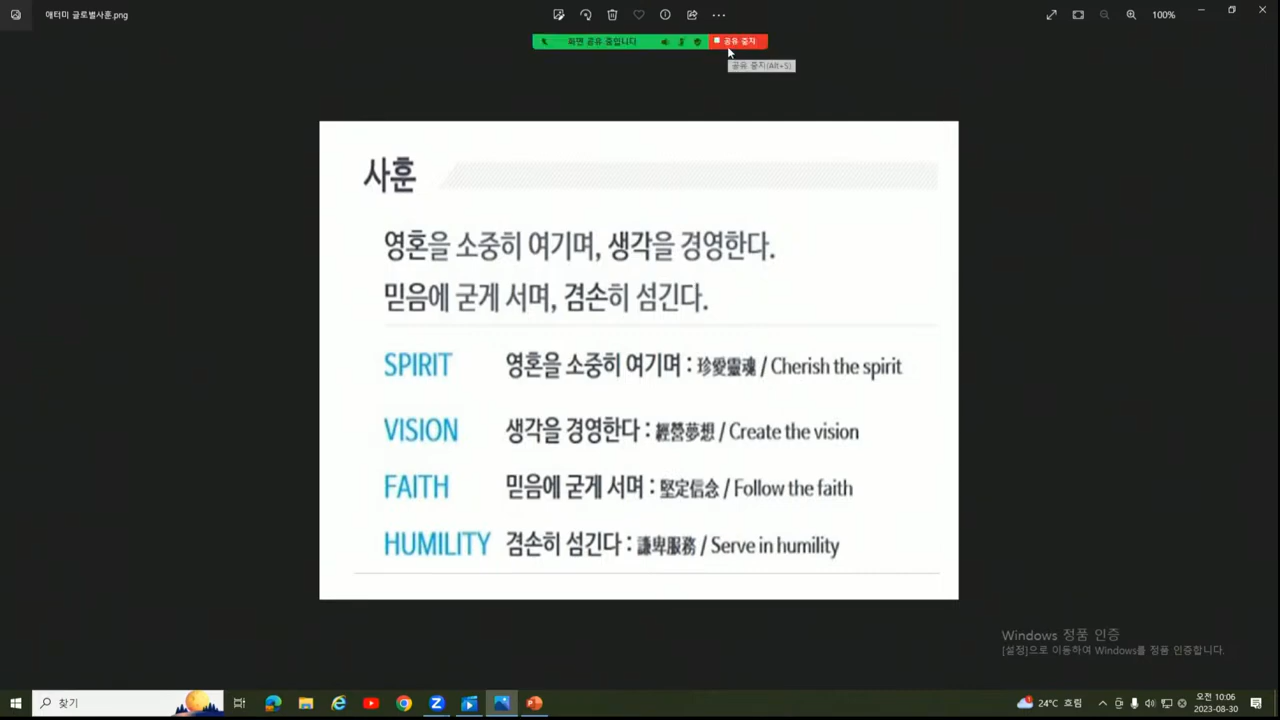 애터미 글로벌사훈.png
100%
화면 공유 중입니다
공유 중지
공유 중지(Alt+S)
사훈
영혼을 소중히 여기며, 생각을 경영한다.
믿음에 굳게 서며, 겸손히 섬긴다.
SPIRIT 영혼을 소중히 여기며 : 珍愛靈魂 / Cherish the spirit
VISION 생각을 경영한다 : 經營夢想 / Create the vision
FAITH 믿음에 굳게 서며 : 堅定信念 / Follow the faith
HUMILITY 겸손히 섬긴다 : 謙卑服務 / Serve in humility
Windows 정품 인증
[설정]으로 이동하여 Windows를 정품 인증합니다.
찾기
24°C 흐림
오전 10:06
2023-08-30